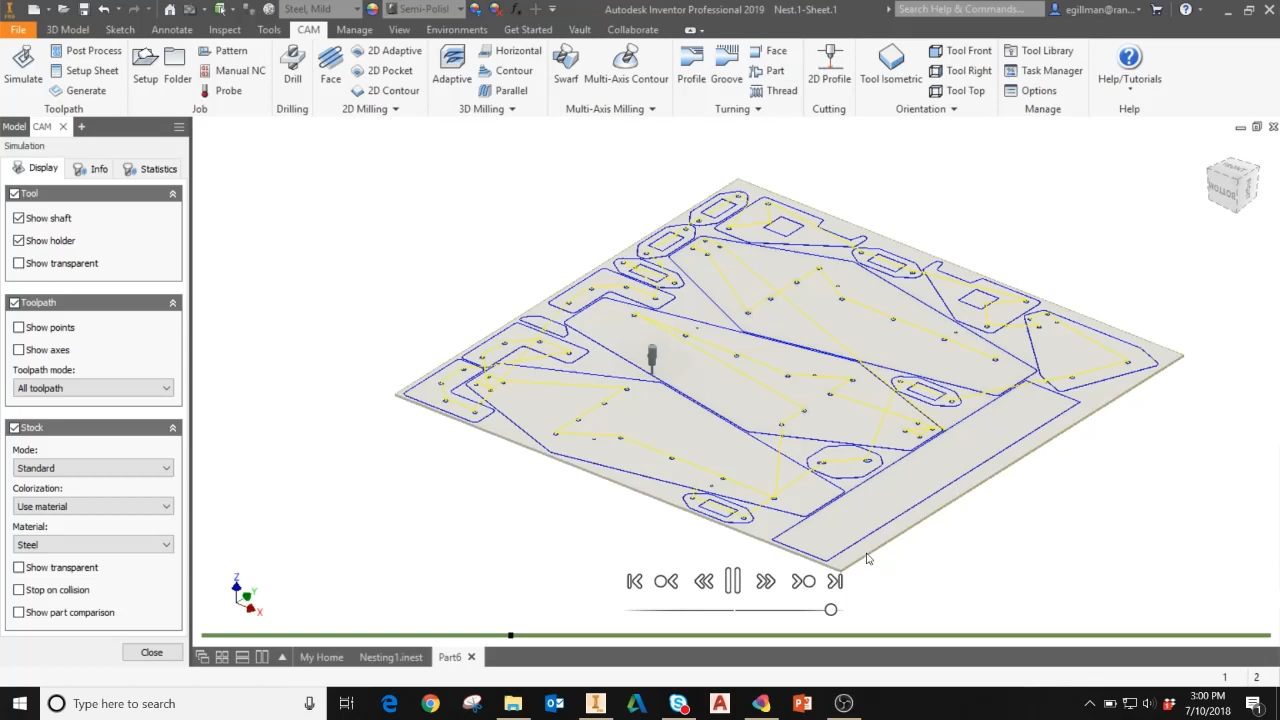 Steel, Mild
Semi-Polisl
Autodesk Inventor Professional 2019 Nest.1-Sheet.1
Search Help & Commands...
egillman@ran...
File
3D Model
Sketch
Annotate
Inspect
Tools
CAM
Manage
View
Environments
Get Started
Vault
Collaborate
Simulate
Post Process
Setup Sheet
Generate
Toolpath
Setup
Folder
Pattern
Manual NC
Probe
Job
Drill
Drilling
Face
2D Adaptive
2D Pocket
2D Contour
2D Milling
Adaptive
Horizontal
Contour
Parallel
3D Milling
Swarf
Multi-Axis Contour
Multi-Axis Milling
Profile
Groove
Face
Part
Thread
Turning
2D Profile
Cutting
Tool Isometric
Tool Front
Tool Right
Tool Top
Orientation
Tool Library
Task Manager
Options
Manage
Help/Tutorials
Help
Model
CAM
Simulation
Display
Info
Statistics
Tool
Show shaft
Show holder
Show transparent
Toolpath
Show points
Show axes
Toolpath mode:
All toolpath
Stock
Mode:
Standard
Colorization:
Use material
Material:
Steel
Show transparent
Stop on collision
Show part comparison
Close
FRONT
BOTTOM
Z
Y
X
My Home
Nesting1.inest
Part6
1
2
Type here to search
3:00 PM
7/10/2018